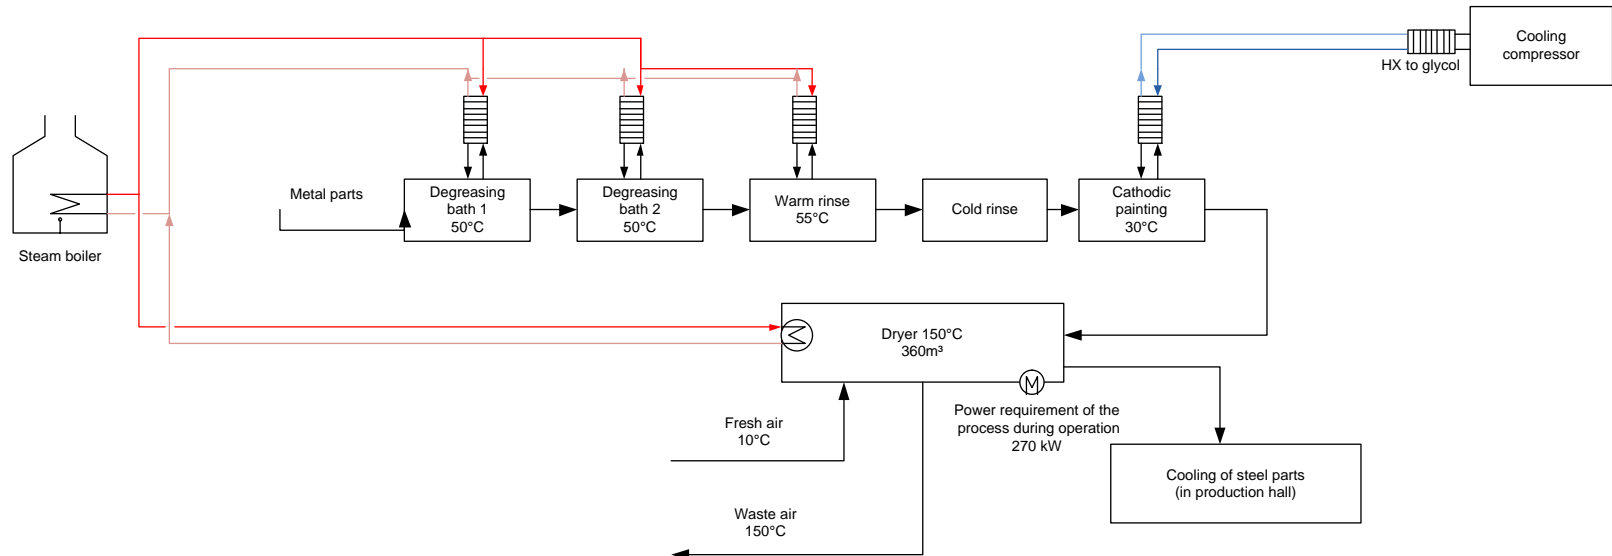 Cooling
compressor
HX to glycol
Steam boiler
Metal parts
Degreasing
bath 1
50°C
Degreasing
bath 2
50°C
Warm rinse
55°C
Cold rinse
Cathodic
painting
30°C
Dryer 150°C
360m³
M
Power requirement of the
process during operation
270 kW
Fresh air
10°C
Waste air
150°C
Cooling of steel parts
(in production hall)